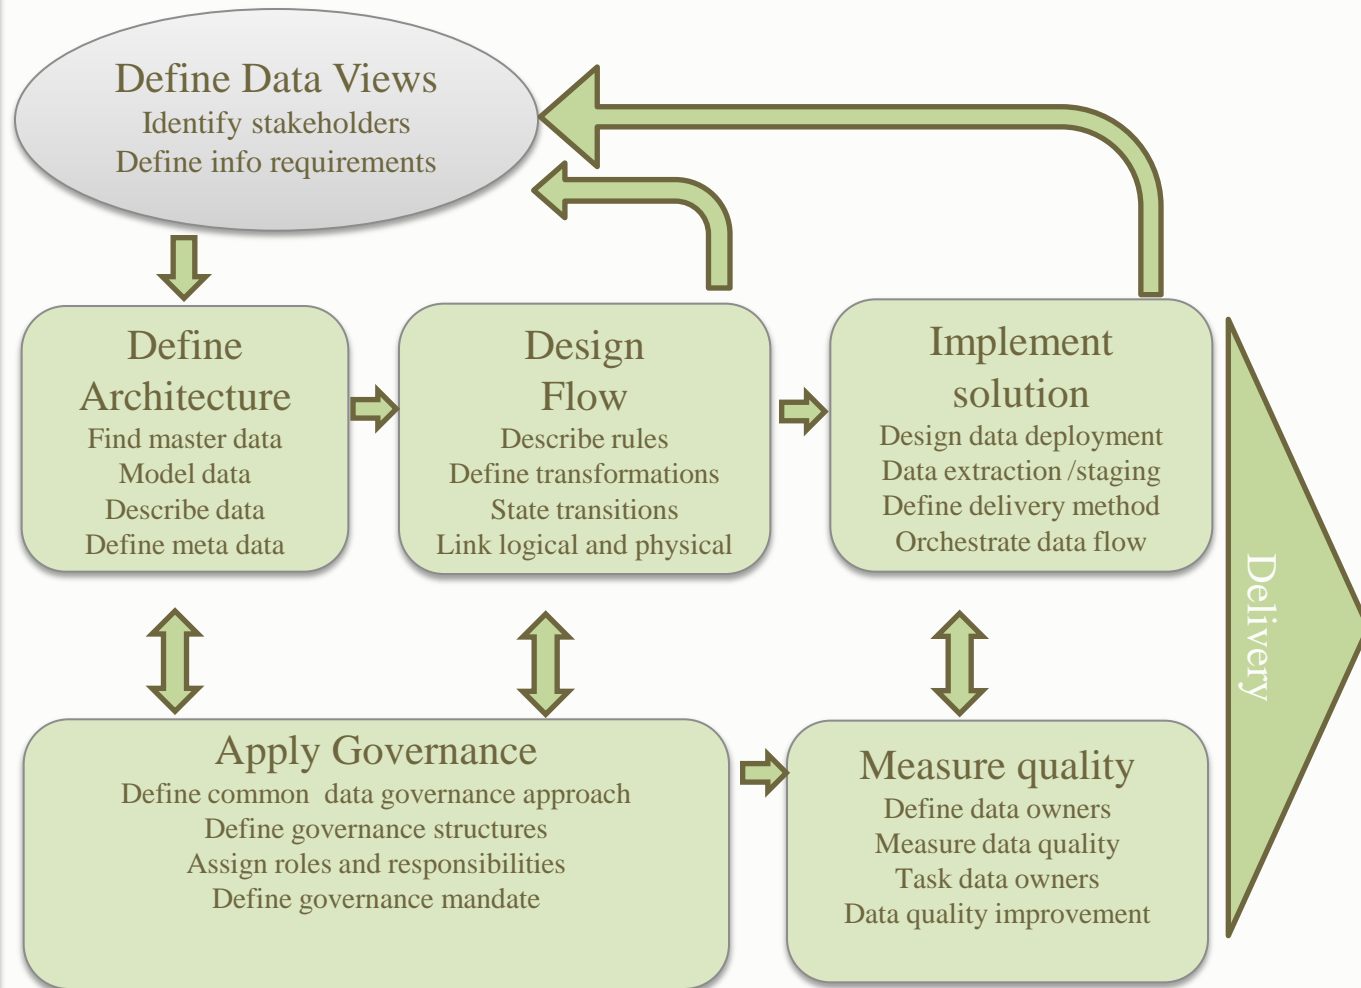 Define Data Views
Identify stakeholders
Define info requirements
Define
Architecture
Find master data
Model data
Describe data
Define meta data
Design
Flow
Describe rules
Define transformations
State transitions
Link logical and physical
Implement
solution
Design data deployment
Data extraction /staging
Define delivery method
Orchestrate data flow
Delivery
Apply Governance
Define common  data governance approach
Define governance structures
Assign roles and responsibilities
Define governance mandate
Measure quality
Define data owners
Measure data quality
Task data owners
Data quality improvement